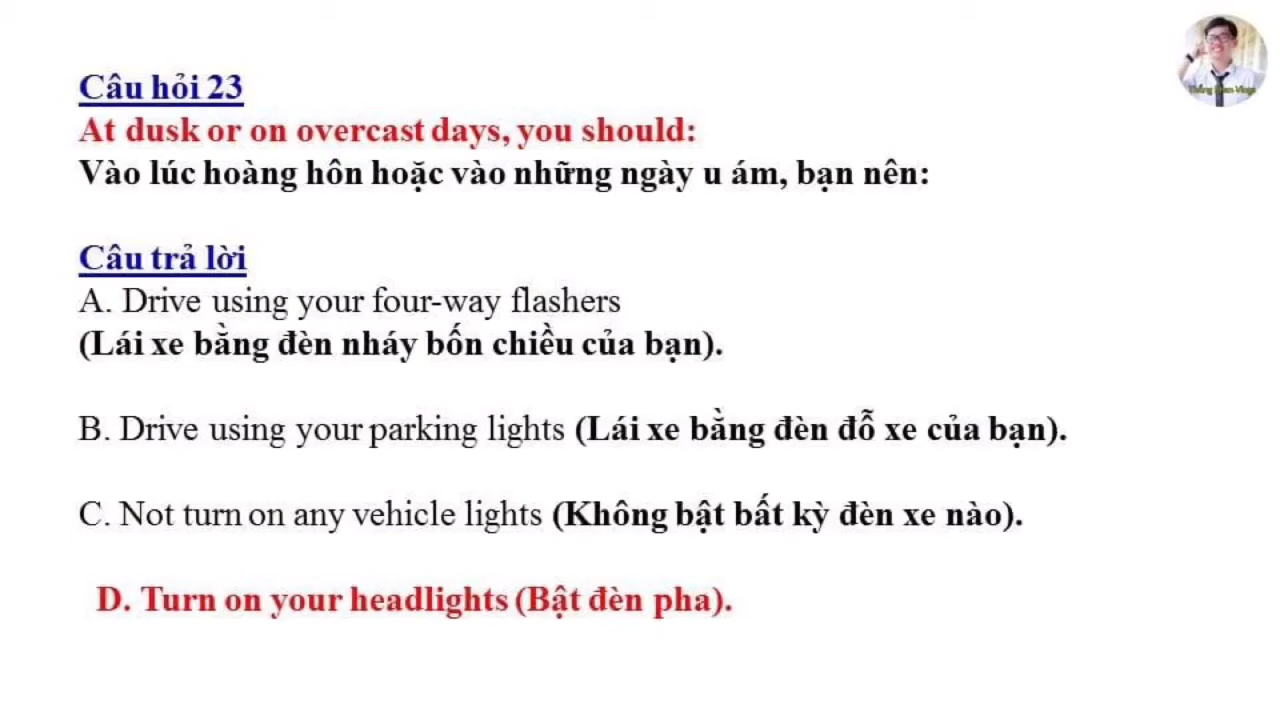 Câu hỏi 23
At dusk or on overcast days, you should:
Vào lúc hoàng hôn hoặc vào những ngày u ám, bạn nên:
Câu trả lời
A. Drive using your four-way flashers
(Lái xe bằng đèn nháy bốn chiều của bạn).
B. Drive using your parking lights (Lái xe bằng đèn đỗ xe của bạn).
C. Not turn on any vehicle lights (Không bật bất kỳ đèn xe nào).
D. Turn on your headlights (Bật đèn pha).